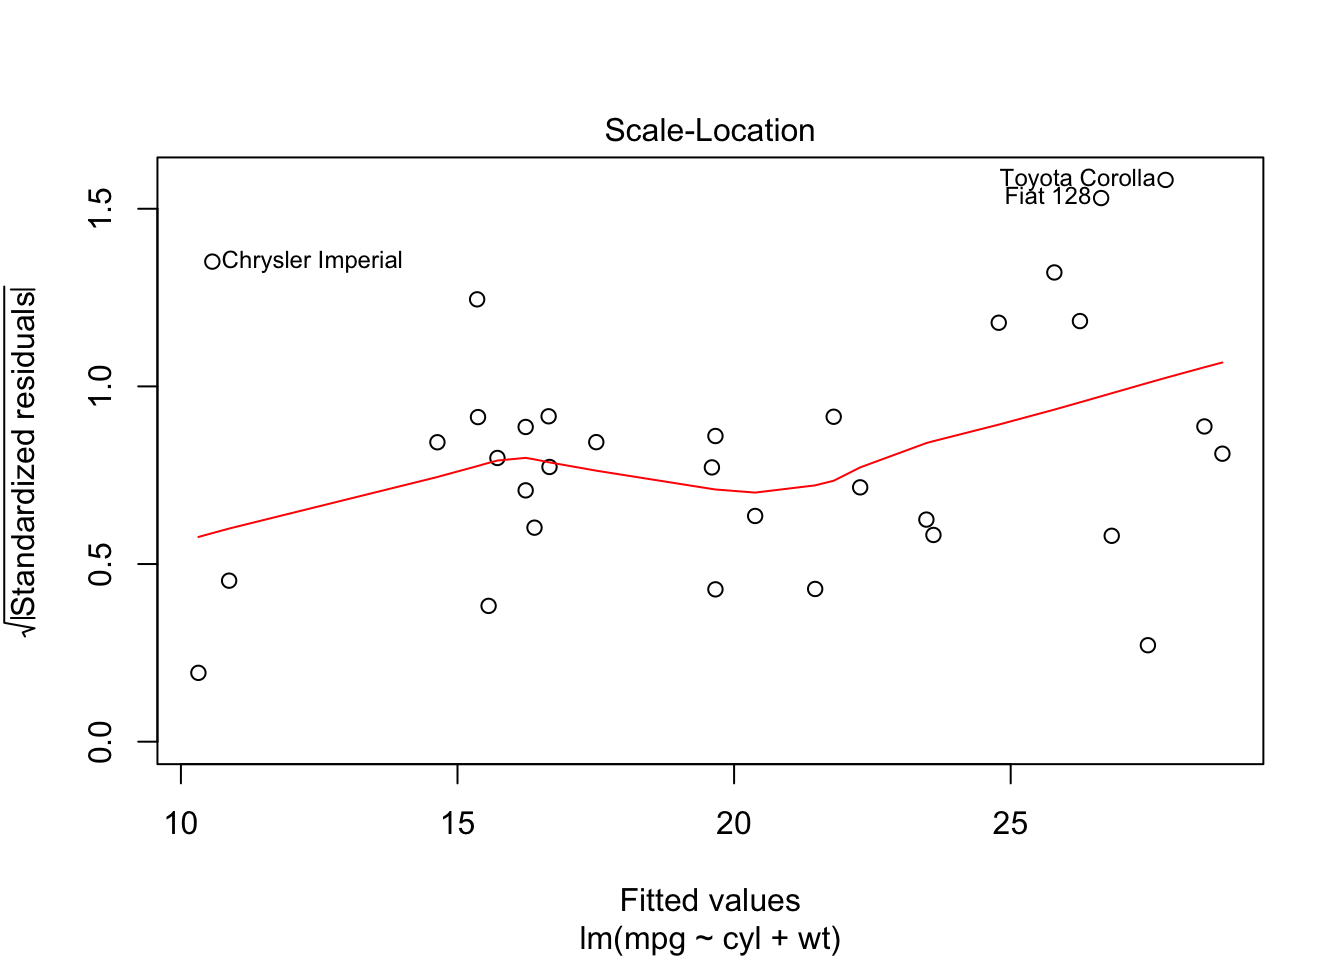 Scale-Location
√|Standardized residuals|
1.5
1.0
0.5
0.0
Toyota Corolla
Fiat 128
Chrysler Imperial
10 15 20 25
Fitted values
lm(mpg ~ cyl + wt)